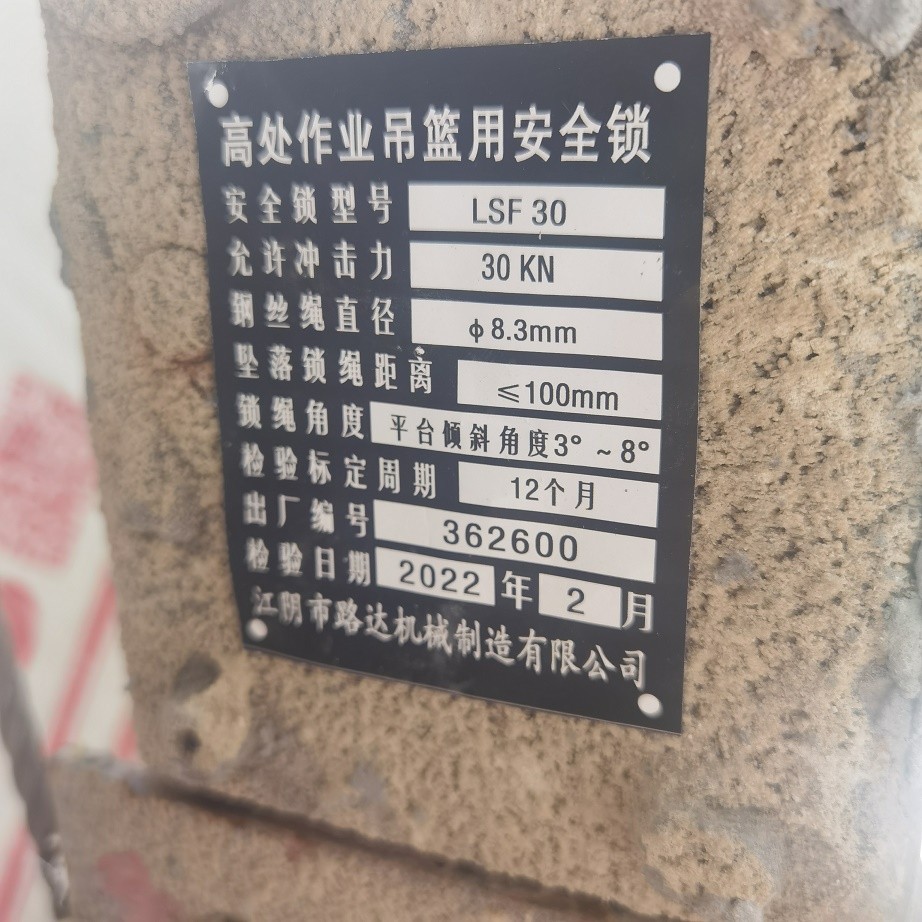 高处作业吊篮用安全锁
安全锁型号 LSF 30
允许冲击力 30 KN
钢丝绳直径 ф8.3mm
坠落锁绳距离 ≤100mm
锁绳角度 平台倾斜角度3°~8°
检验标定周期 12个月
出厂编号 362600
检验日期 2022 年 2 月
江阴市路达机械制造有限公司